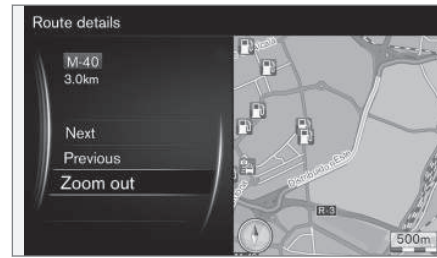 Route details
M-40
3.0km
Next
Previous
Zoom out
R-3
500m